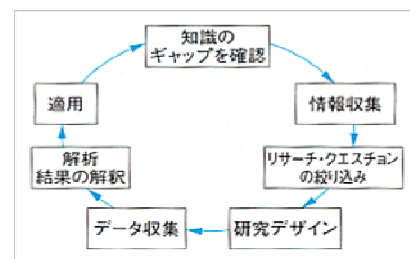 知識の
ギャップを確認
情報収集
リサーチ・クエスチョン
の絞り込み
研究デザイン
データ収集
解析
結果の解釈
適用